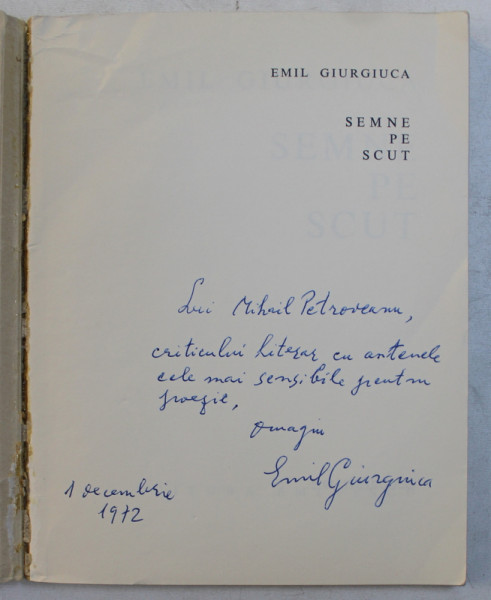 EMIL GIURGIUCA
SEMNE
PE
SCUT
Lui Mihail Petroveanu,
criticului literar cu antenele
cele mai sensibile pentru
poezie,
omagiu
Emil Giurgiuca
1 decembrie
1972